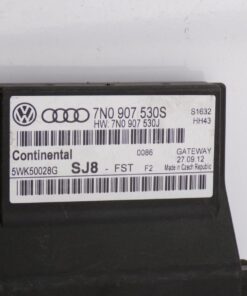 7N0 907 530S
HW: 7N0 907 530J
S1632
HH43
Continental
0086
GATEWAY
27.09.12
5WK50028G
SJ8 - FST F2
Made in Czech Republic